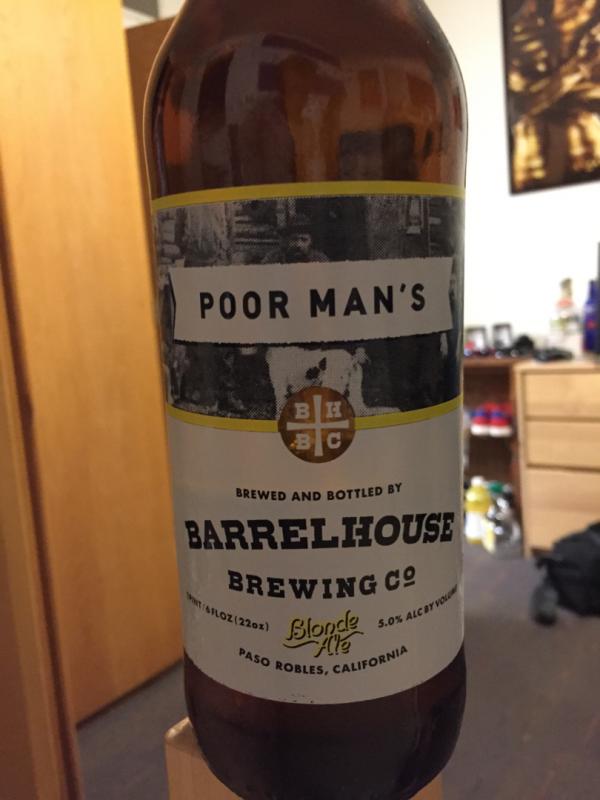 POOR MAN'S
B H
B C
BREWED AND BOTTLED BY
BARRELHOUSE
BREWING Co
1 PINT/6 FL OZ (22oz)
Blonde
Ale
5.0% ALC BY VOLUME
PASO ROBLES, CALIFORNIA